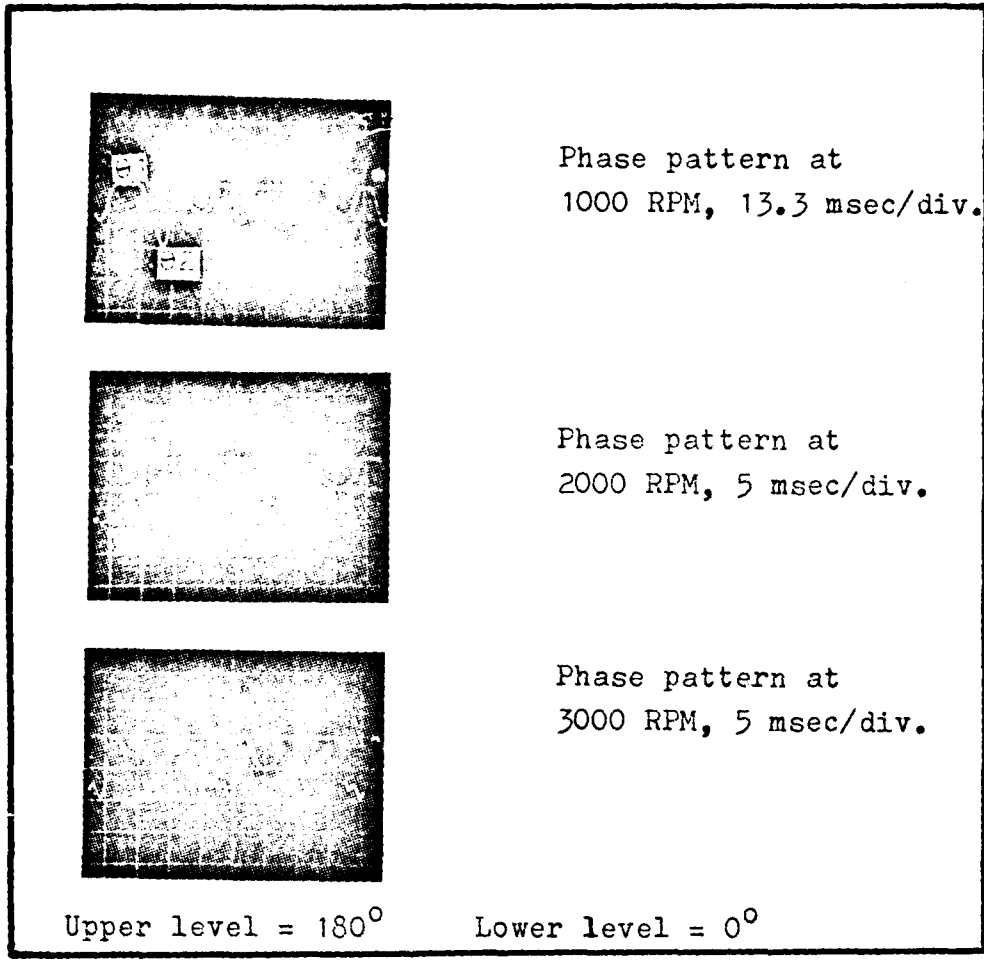 Phase pattern at
1000 RPM, 13.3 msec/div.
Phase pattern at
2000 RPM, 5 msec/div.
Phase pattern at
3000 RPM, 5 msec/div.
Upper level = 180° Lower level = 0°